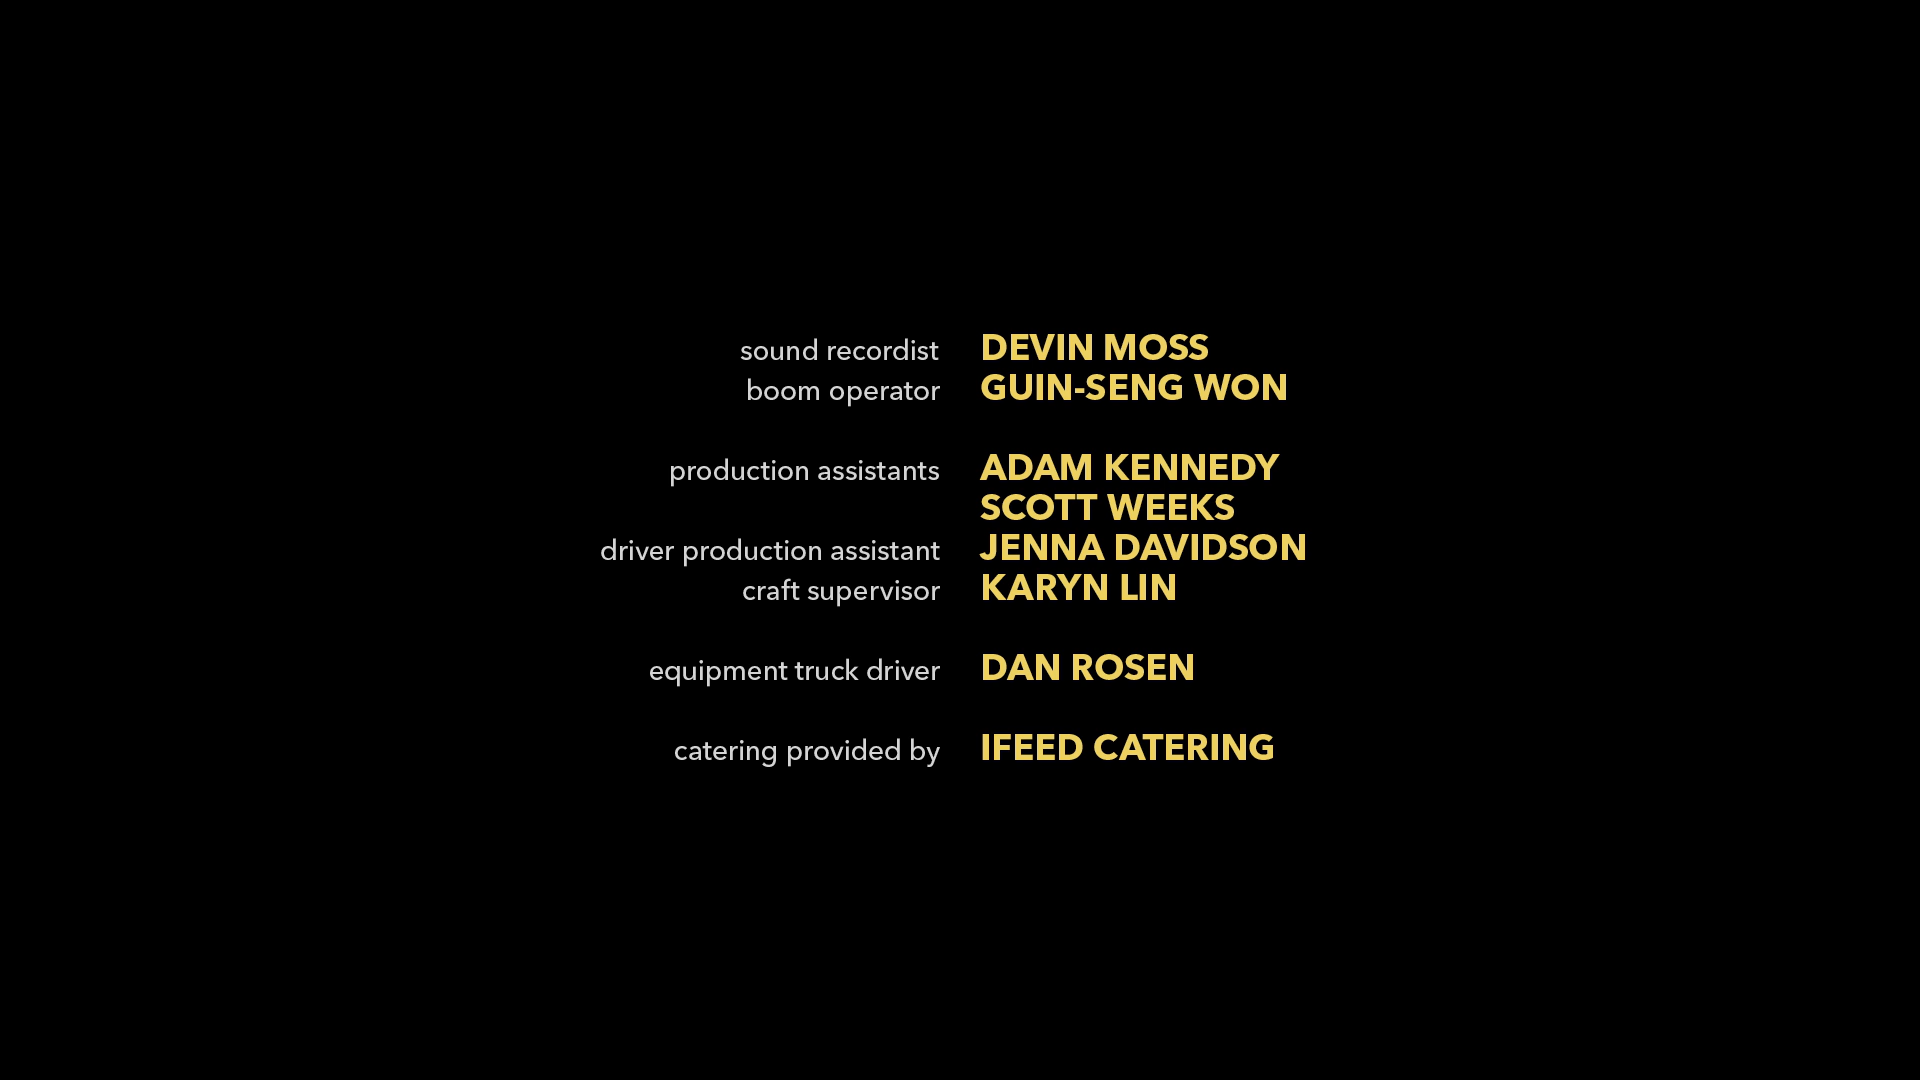 sound recordist DEVIN MOSS
boom operator GUIN-SENG WON
production assistants ADAM KENNEDY
SCOTT WEEKS
driver production assistant JENNA DAVIDSON
craft supervisor KARYN LIN
equipment truck driver DAN ROSEN
catering provided by IFEED CATERING